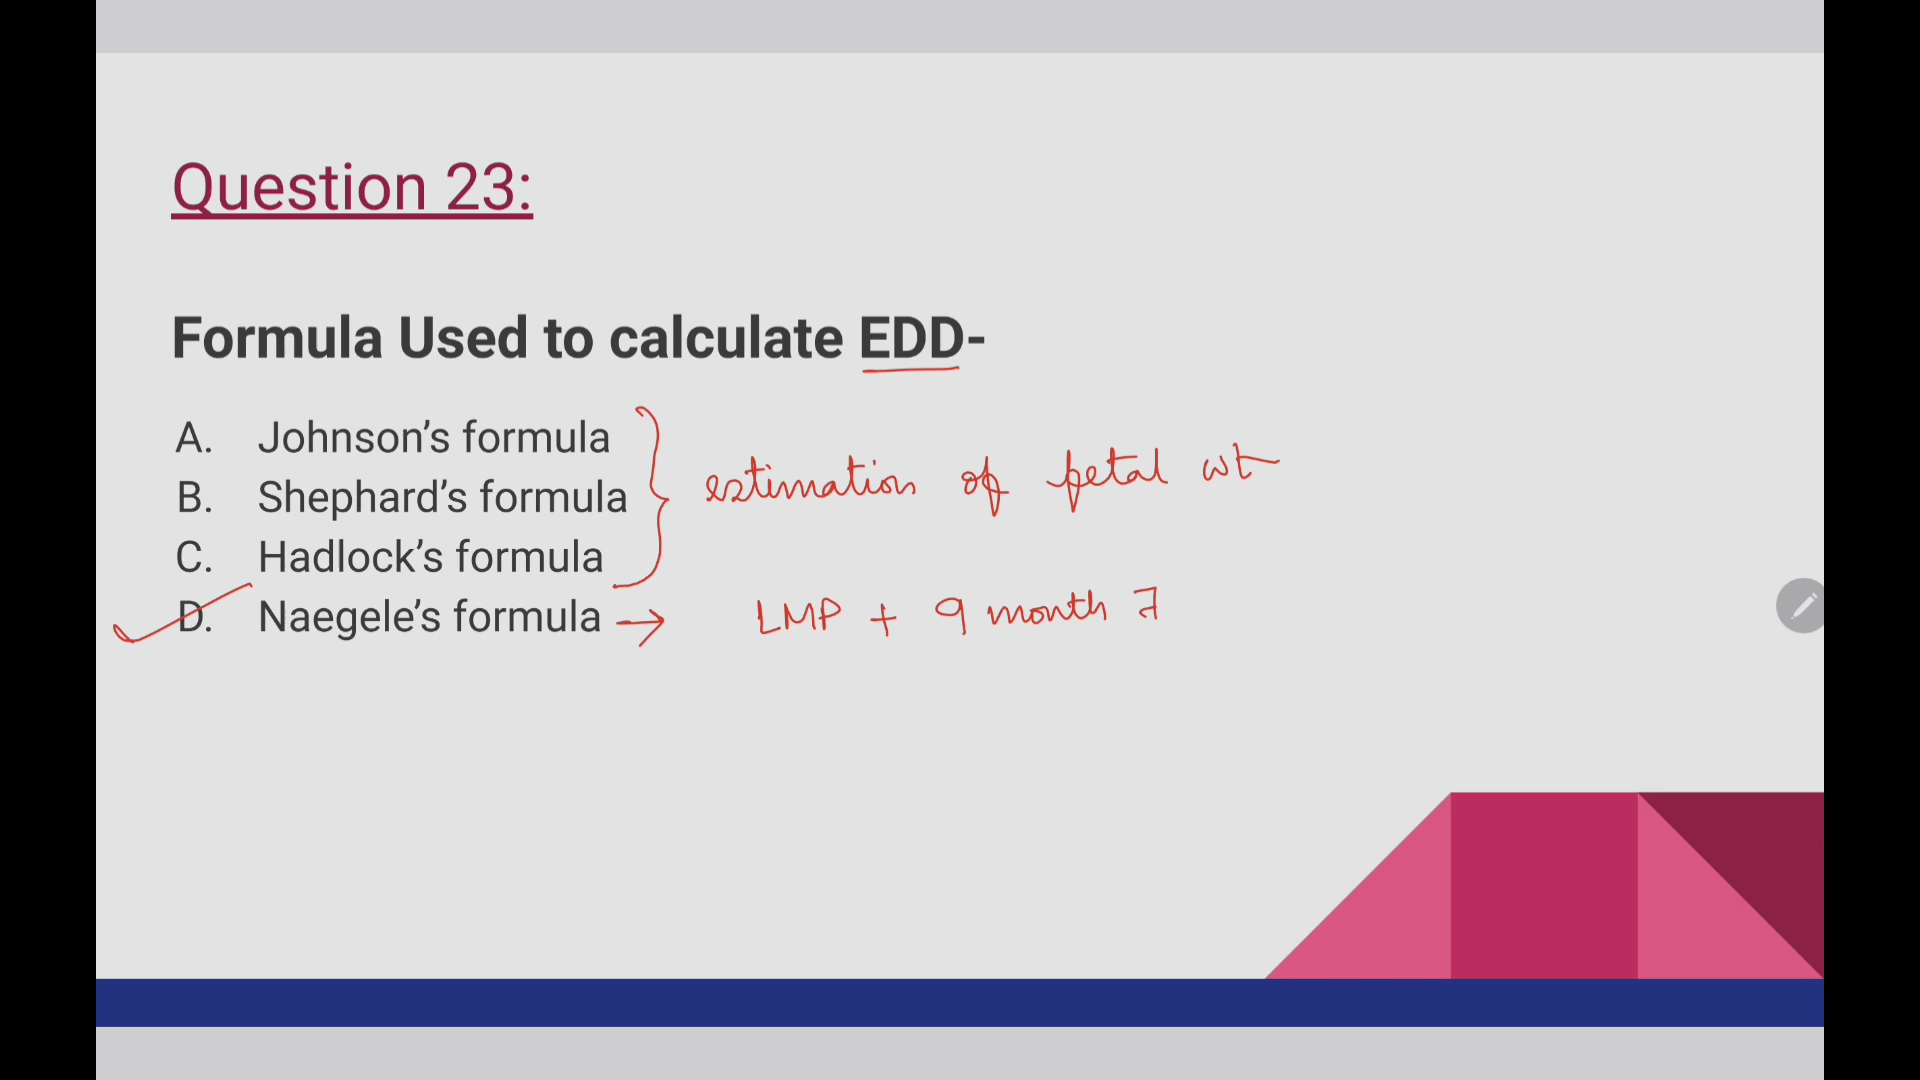 Question 23:
Formula Used to calculate EDD-
A. Johnson’s formula
B. Shephard’s formula
estimation of fetal wt
C. Hadlock’s formula
D. Naegele’s formula → LMP + 9 month 7